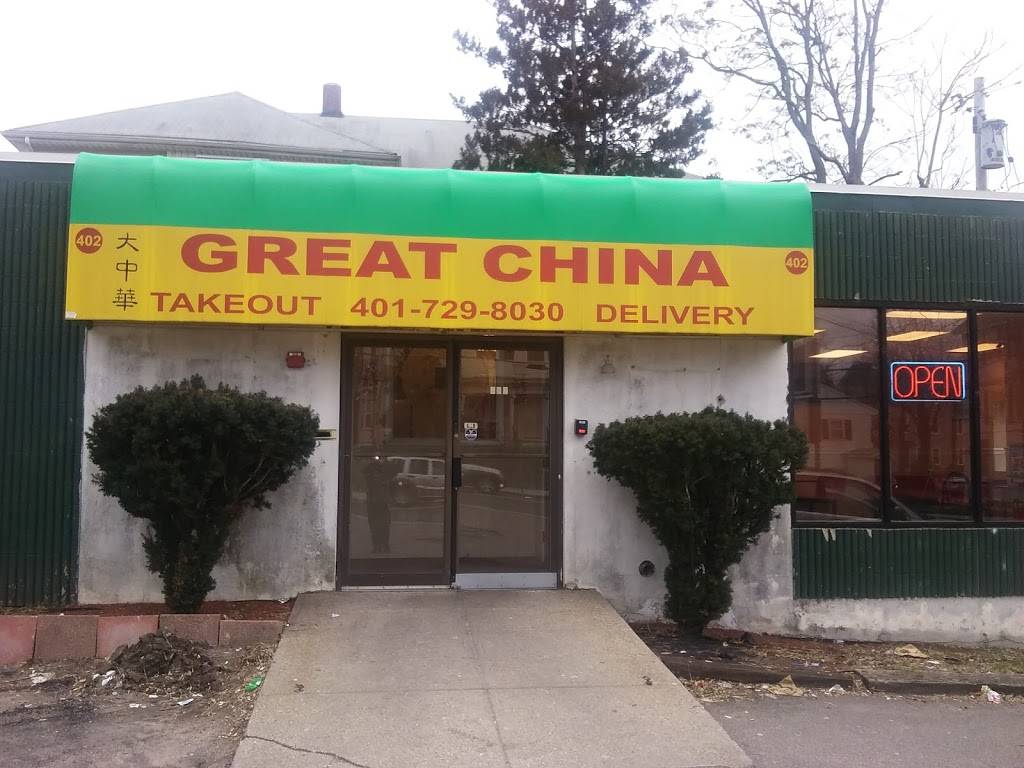 402
大中華
GREAT CHINA
402
TAKEOUT 401-729-8030 DELIVERY
OPEN